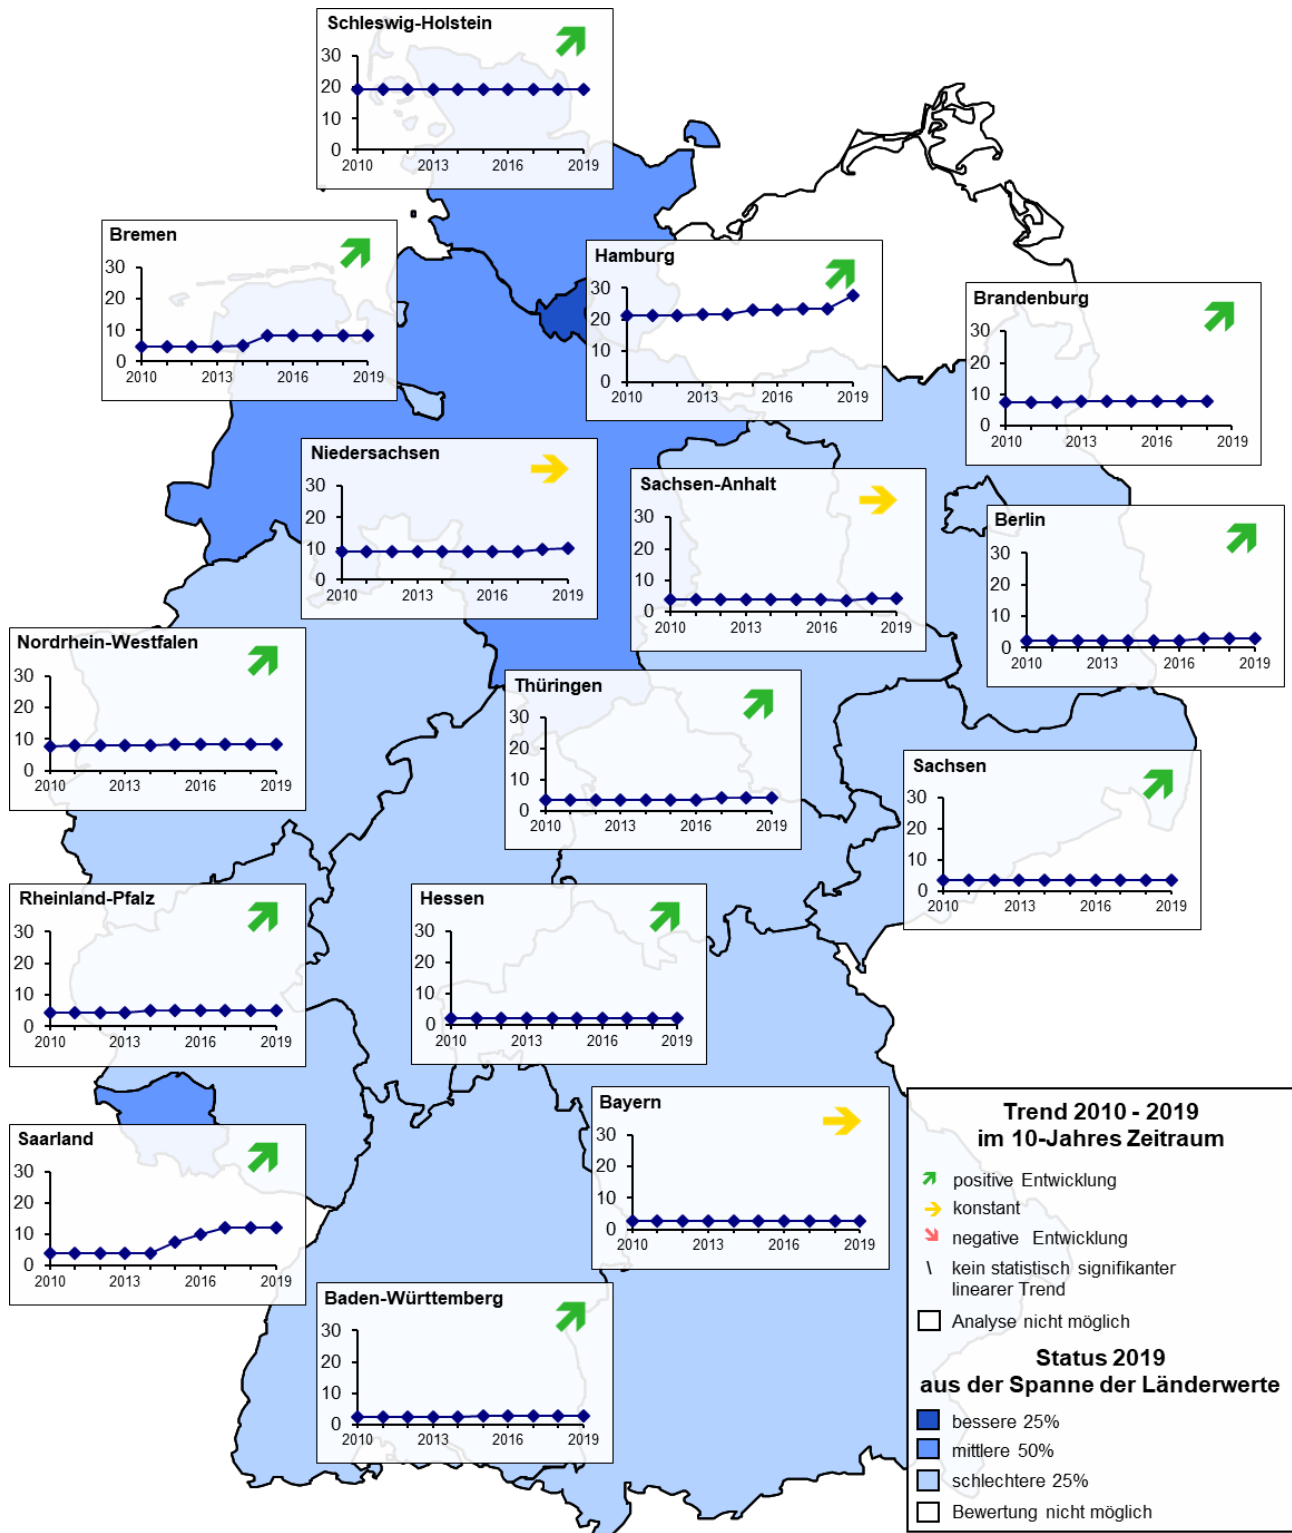 Schleswig-Holstein
30
20
10
0
2010 2013 2016 2019
Bremen
30
20
10
0
2010 2013 2016 2019
Hamburg
30
20
10
0
2010 2013 2016 2019
Brandenburg
30
20
10
0
2010 2013 2016 2019
Niedersachsen
30
20
10
0
2010 2013 2016 2019
Sachsen-Anhalt
30
20
10
0
2010 2013 2016 2019
Berlin
30
20
10
0
2010 2013 2016 2019
Nordrhein-Westfalen
30
20
10
0
2010 2013 2016 2019
Thüringen
30
20
10
0
2010 2013 2016 2019
Sachsen
30
20
10
0
2010 2013 2016 2019
Rheinland-Pfalz
30
20
10
0
2010 2013 2016 2019
Hessen
30
20
10
0
2010 2013 2016 2019
Bayern
30
20
10
0
2010 2013 2016 2019
Saarland
30
20
10
0
2010 2013 2016 2019
Baden-Württemberg
30
20
10
0
2010 2013 2016 2019
Trend 2010 - 2019
im 10-Jahres Zeitraum
positive Entwicklung
konstant
negative Entwicklung
\ kein statistisch signifikanter
linearer Trend
Analyse nicht möglich
Status 2019
aus der Spanne der Länderwerte
bessere 25%
mittlere 50%
schlechtere 25%
Bewertung nicht möglich